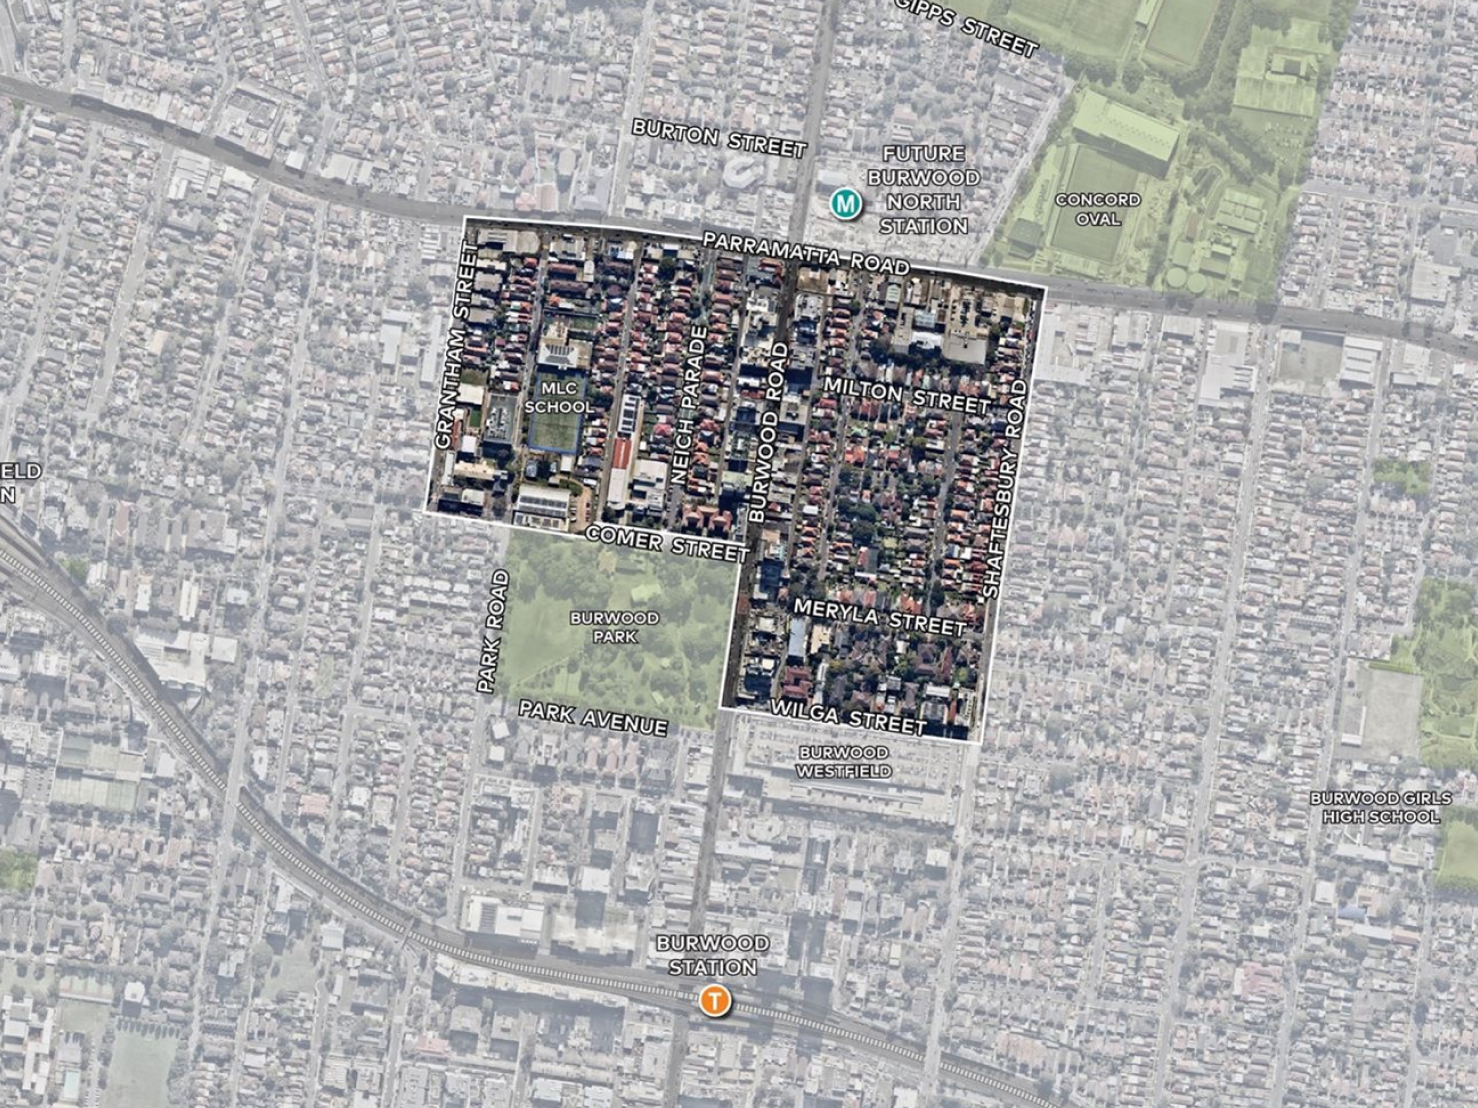 GIPPS STREET
BURTON STREET
FUTURE
BURWOOD
NORTH
STATION
M
CONCORD
OVAL
PARRAMATTA ROAD
GRANTHAM STREET
MLC
SCHOOL
NEICH PARADE
BURWOOD ROAD
MILTON STREET
SHAFTESBURY ROAD
ELD
N
COMER STREET
PARK ROAD
BURWOOD
PARK
MERYLA STREET
PARK AVENUE
WILGA STREET
BURWOOD
WESTFIELD
BURWOOD GIRLS
HIGH SCHOOL
BURWOOD
STATION
T